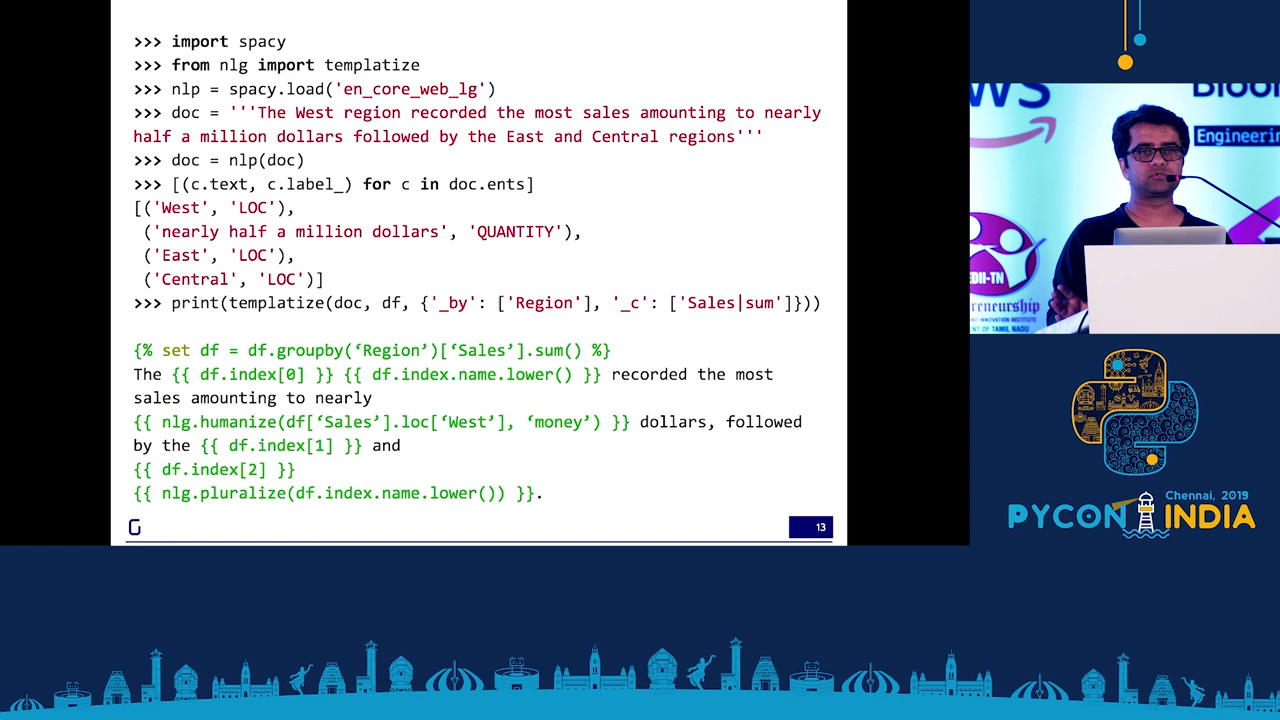 >>> import spacy
>>> from nlg import templatize
>>> nlp = spacy.load('en_core_web_lg')
>>> doc = '''The West region recorded the most sales amounting to nearly
half a million dollars followed by the East and Central regions'''
>>> doc = nlp(doc)
>>> [(c.text, c.label_) for c in doc.ents]
[('West', 'LOC'),
('nearly half a million dollars', 'QUANTITY'),
('East', 'LOC'),
('Central', 'LOC')]
>>> print(templatize(doc, df, {'_by': ['Region'], '_c': ['Sales|sum']}))
{% set df = df.groupby(‘Region’)[‘Sales’].sum() %}
The {{ df.index[0] }} {{ df.index.name.lower() }} recorded the most
sales amounting to nearly
{{ nlg.humanize(df[‘Sales’].loc[‘West’], ‘money’) }} dollars, followed
by the {{ df.index[1] }} and
{{ df.index[2] }}
{{ nlg.pluralize(df.index.name.lower()) }}.
13
Engineering
EDII-TN
Chennai, 2019
PYCON INDIA